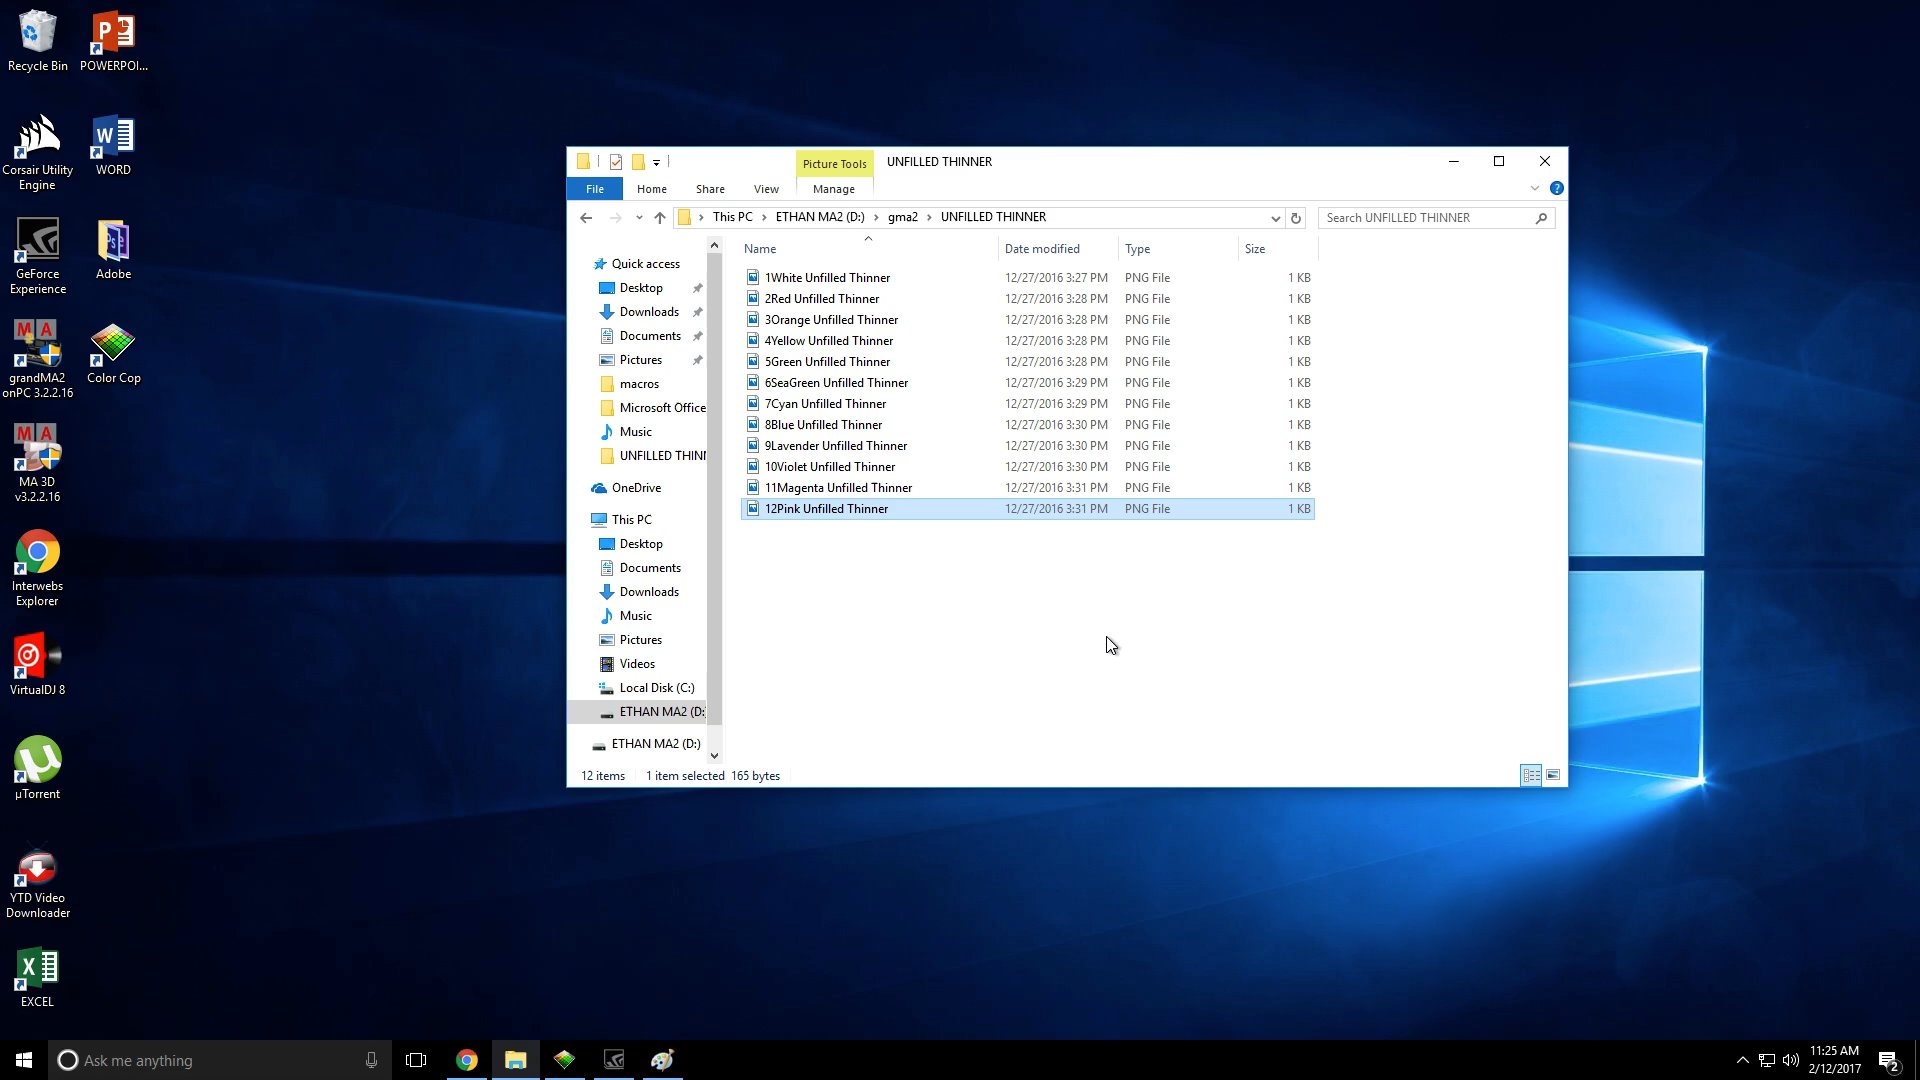 Recycle Bin
POWERPOI...
Corsair Utility
Engine
WORD
GeForce
Experience
Adobe
grandMA2
onPC 3.2.2.16
Color Cop
MA 3D
v3.2.2.16
Interwebs
Explorer
VirtualDJ 8
µTorrent
YTD Video
Downloader
EXCEL
Picture Tools
UNFILLED THINNER
File
Home
Share
View
Manage
This PC
ETHAN MA2 (D:)
gma2
UNFILLED THINNER
Search UNFILLED THINNER
Quick access
Desktop
Downloads
Documents
Pictures
macros
Microsoft Office
Music
UNFILLED THINN
OneDrive
This PC
Desktop
Documents
Downloads
Music
Pictures
Videos
Local Disk (C:)
ETHAN MA2 (D:
ETHAN MA2 (D:)
Name Date modified Type Size
1White Unfilled Thinner 12/27/2016 3:27 PM PNG File 1 KB
2Red Unfilled Thinner 12/27/2016 3:28 PM PNG File 1 KB
3Orange Unfilled Thinner 12/27/2016 3:28 PM PNG File 1 KB
4Yellow Unfilled Thinner 12/27/2016 3:28 PM PNG File 1 KB
5Green Unfilled Thinner 12/27/2016 3:28 PM PNG File 1 KB
6SeaGreen Unfilled Thinner 12/27/2016 3:29 PM PNG File 1 KB
7Cyan Unfilled Thinner 12/27/2016 3:29 PM PNG File 1 KB
8Blue Unfilled Thinner 12/27/2016 3:30 PM PNG File 1 KB
9Lavender Unfilled Thinner 12/27/2016 3:30 PM PNG File 1 KB
10Violet Unfilled Thinner 12/27/2016 3:30 PM PNG File 1 KB
11Magenta Unfilled Thinner 12/27/2016 3:31 PM PNG File 1 KB
12Pink Unfilled Thinner 12/27/2016 3:31 PM PNG File 1 KB
12 items 1 item selected 165 bytes
Ask me anything
11:25 AM
2/12/2017
2